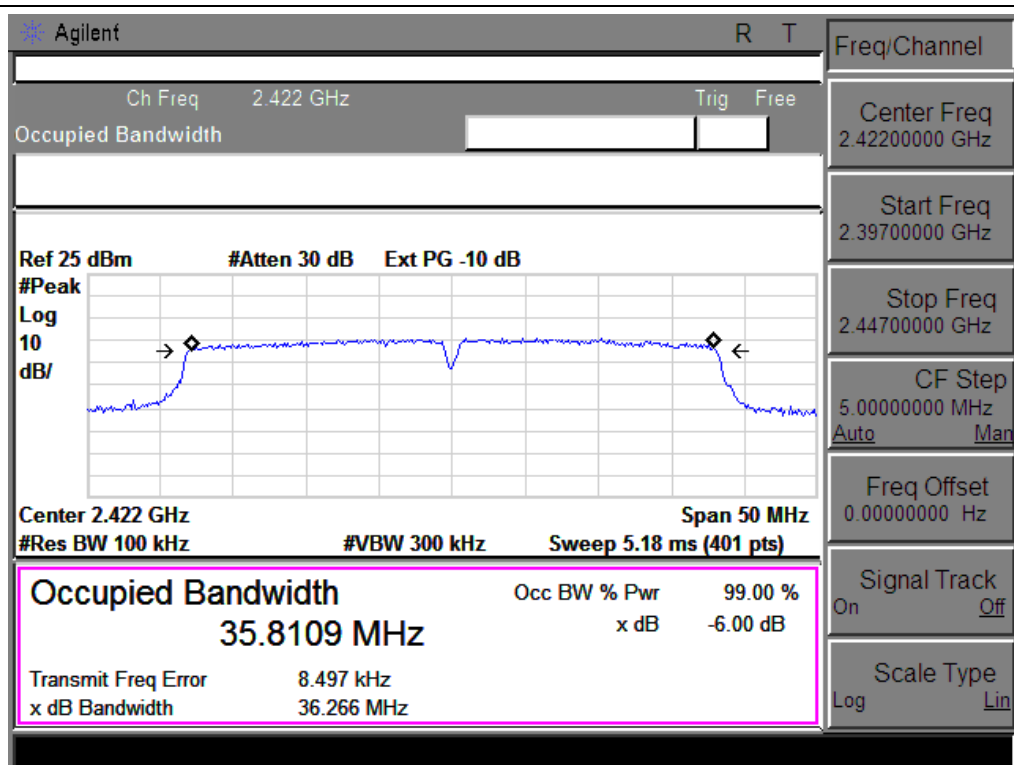 Agilent R T
Ch Freq 2.422 GHz Trig Free
Occupied Bandwidth
Ref 25 dBm #Atten 30 dB Ext PG -10 dB
#Peak
Log
10
dB/
Center 2.422 GHz Span 50 MHz
#Res BW 100 kHz #VBW 300 kHz Sweep 5.18 ms (401 pts)
Occupied Bandwidth Occ BW % Pwr 99.00 %
35.8109 MHz x dB -6.00 dB
Transmit Freq Error 8.497 kHz
x dB Bandwidth 36.266 MHz
Freq/Channel
Center Freq
2.42200000 GHz
Start Freq
2.39700000 GHz
Stop Freq
2.44700000 GHz
CF Step
5.00000000 MHz
Auto Man
Freq Offset
0.00000000 Hz
Signal Track
On Off
Scale Type
Log Lin